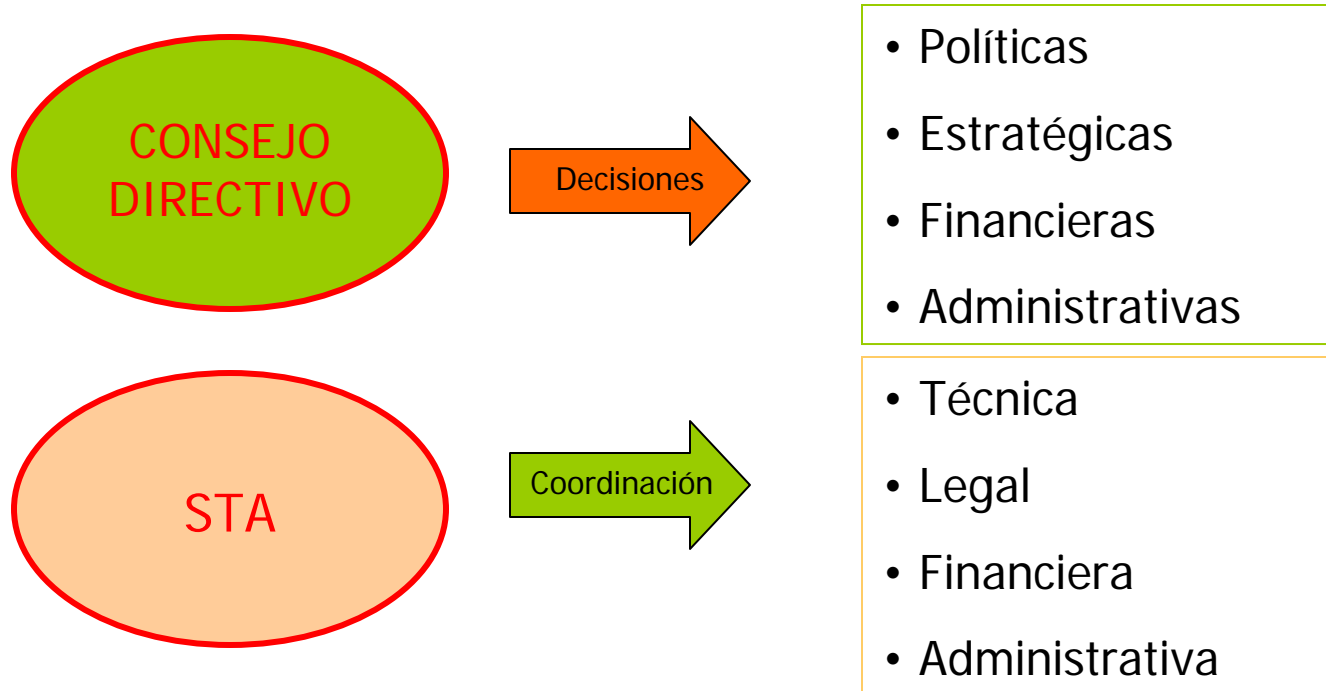 CONSEJO
DIRECTIVO
Decisiones
• Políticas
• Estratégicas
• Financieras
• Administrativas
STA
Coordinación
• Técnica
• Legal
• Financiera
• Administrativa